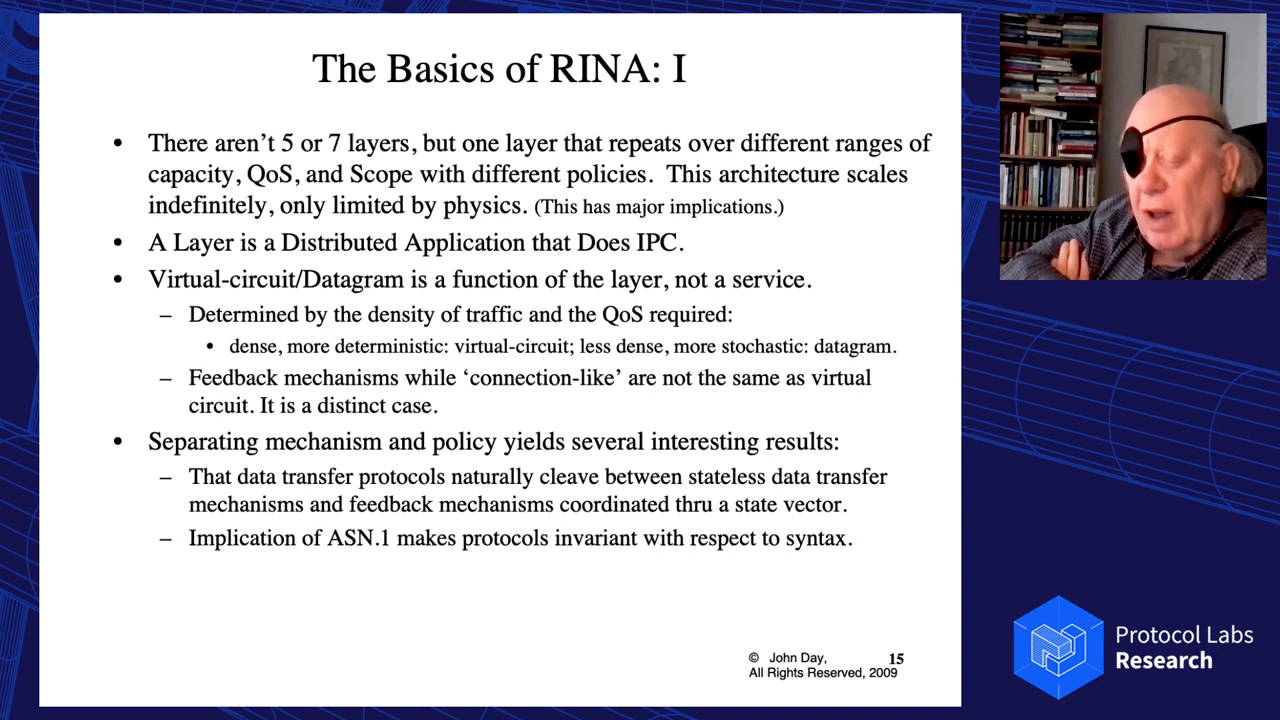 The Basics of RINA: I
• There aren’t 5 or 7 layers, but one layer that repeats over different ranges of
capacity, QoS, and Scope with different policies. This architecture scales
indefinitely, only limited by physics. (This has major implications.)
• A Layer is a Distributed Application that Does IPC.
• Virtual-circuit/Datagram is a function of the layer, not a service.
– Determined by the density of traffic and the QoS required:
• dense, more deterministic: virtual-circuit; less dense, more stochastic: datagram.
– Feedback mechanisms while ‘connection-like’ are not the same as virtual
circuit. It is a distinct case.
• Separating mechanism and policy yields several interesting results:
– That data transfer protocols naturally cleave between stateless data transfer
mechanisms and feedback mechanisms coordinated thru a state vector.
– Implication of ASN.1 makes protocols invariant with respect to syntax.
© John Day,
All Rights Reserved, 2009
15
Protocol Labs
Research